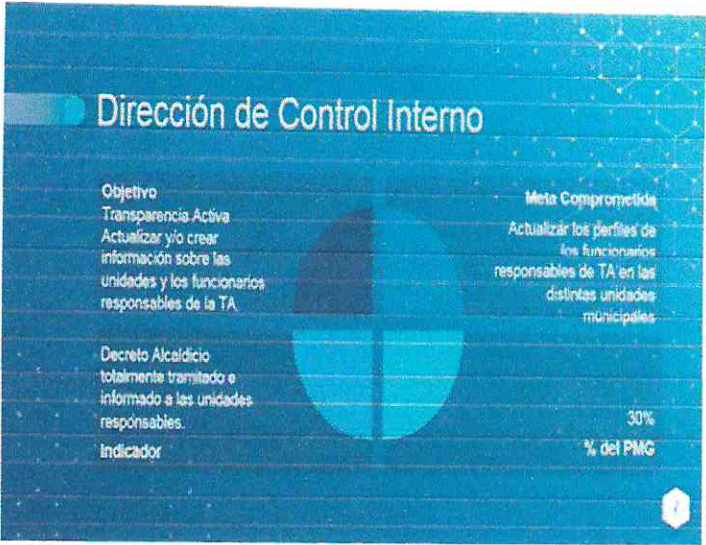 Dirección de Control Interno
Objetivo
Transparencia Activa
Actualizar y/o crear
información sobre las
unidades y los funcionarios
responsables de la TA.
Meta Comprometida
Actualizar los perfiles de
los funcionarios
responsables de TA en las
distintas unidades
municipales
Decreto Alcaldicio
totalmente tramitado e
informado a las unidades
responsables.
Indicador
30%
% del PMG
7